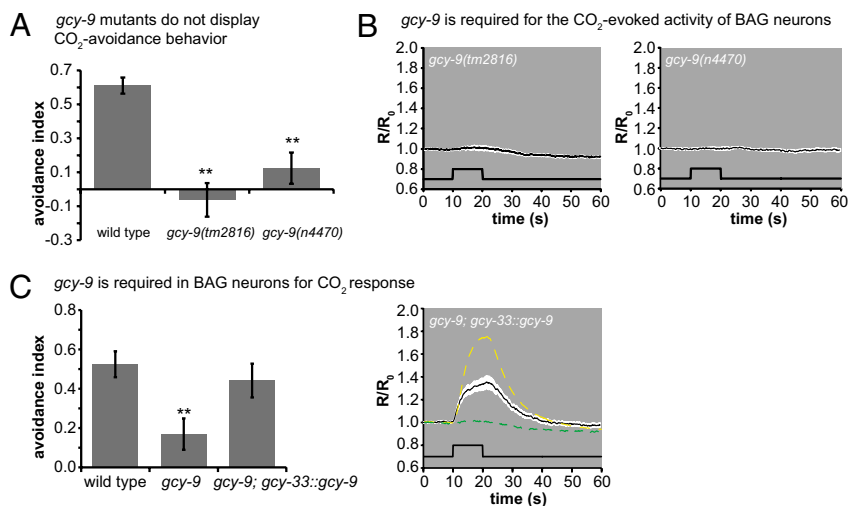 A
gcy-9 mutants do not display
CO2-avoidance behavior
avoidance index
0.7
0.5
0.3
0.1
-0.1
-0.3
**
**
wild type
gcy-9(tm2816)
gcy-9(n4470)
B
gcy-9 is required for the CO2-evoked activity of BAG neurons
R/R0
2.0
1.8
1.6
1.4
1.2
1.0
0.8
0.6
gcy-9(tm2816)
0 10 20 30 40 50 60
time (s)
R/R0
2.0
1.8
1.6
1.4
1.2
1.0
0.8
0.6
gcy-9(n4470)
0 10 20 30 40 50 60
time (s)
C
gcy-9 is required in BAG neurons for CO2 response
avoidance index
0.8
0.6
0.4
0.2
0.0
**
wild type
gcy-9
gcy-9; gcy-33::gcy-9
R/R0
2.0
1.8
1.6
1.4
1.2
1.0
0.8
0.6
gcy-9; gcy-33::gcy-9
0 10 20 30 40 50 60
time (s)